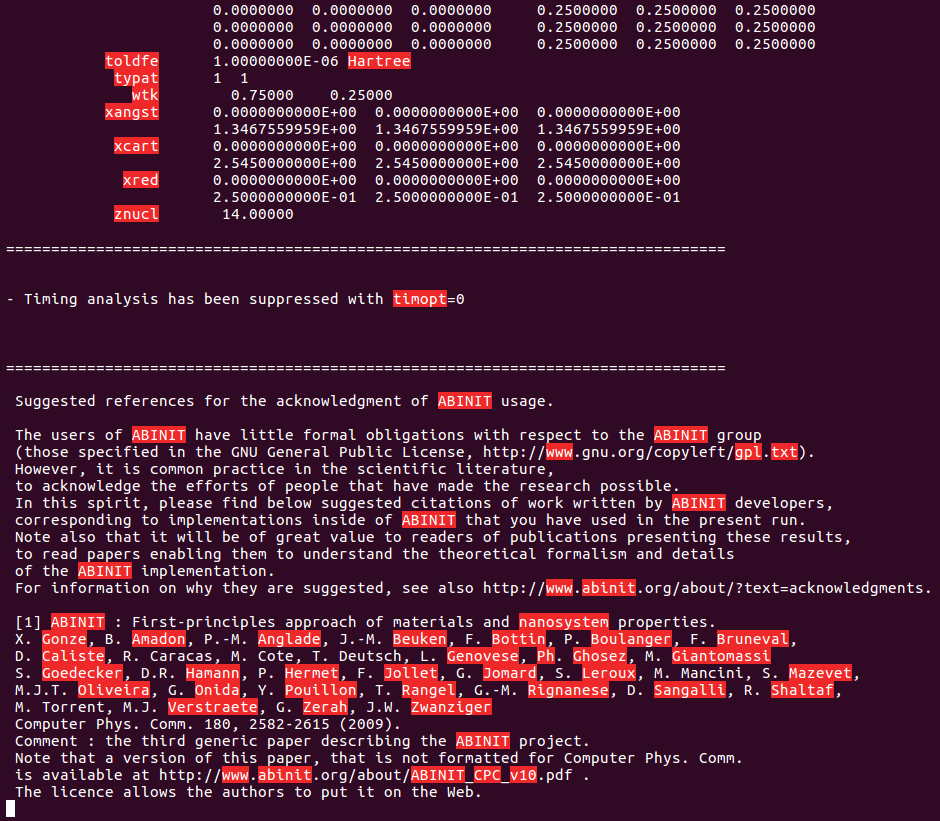 0.0000000  0.0000000  0.0000000     0.2500000  0.2500000  0.2500000
0.0000000  0.0000000  0.0000000     0.2500000  0.2500000  0.2500000
0.0000000  0.0000000  0.0000000     0.2500000  0.2500000  0.2500000
toldfe      1.00000000E-06 Hartree
typat      1  1
wtk        0.75000    0.25000
xangst      0.0000000000E+00  0.0000000000E+00  0.0000000000E+00
1.3467559959E+00  1.3467559959E+00  1.3467559959E+00
xcart      0.0000000000E+00  0.0000000000E+00  0.0000000000E+00
2.5450000000E+00  2.5450000000E+00  2.5450000000E+00
xred      0.0000000000E+00  0.0000000000E+00  0.0000000000E+00
2.5000000000E-01  2.5000000000E-01  2.5000000000E-01
znucl       14.00000
================================================================================
- Timing analysis has been suppressed with timopt=0
================================================================================
Suggested references for the acknowledgment of ABINIT usage.
The users of ABINIT have little formal obligations with respect to the ABINIT group
(those specified in the GNU General Public License, http://www.gnu.org/copyleft/gpl.txt).
However, it is common practice in the scientific literature,
to acknowledge the efforts of people that have made the research possible.
In this spirit, please find below suggested citations of work written by ABINIT developers,
corresponding to implementations inside of ABINIT that you have used in the present run.
Note also that it will be of great value to readers of publications presenting these results,
to read papers enabling them to understand the theoretical formalism and details
of the ABINIT implementation.
For information on why they are suggested, see also http://www.abinit.org/about/?text=acknowledgments.
[1] ABINIT : First-principles approach of materials and nanosystem properties.
X. Gonze, B. Amadon, P.-M. Anglade, J.-M. Beuken, F. Bottin, P. Boulanger, F. Bruneval,
D. Caliste, R. Caracas, M. Cote, T. Deutsch, L. Genovese, Ph. Ghosez, M. Giantomassi
S. Goedecker, D.R. Hamann, P. Hermet, F. Jollet, G. Jomard, S. Leroux, M. Mancini, S. Mazevet,
M.J.T. Oliveira, G. Onida, Y. Pouillon, T. Rangel, G.-M. Rignanese, D. Sangalli, R. Shaltaf,
M. Torrent, M.J. Verstraete, G. Zerah, J.W. Zwanziger
Computer Phys. Comm. 180, 2582-2615 (2009).
Comment : the third generic paper describing the ABINIT project.
Note that a version of this paper, that is not formatted for Computer Phys. Comm.
is available at http://www.abinit.org/about/ABINIT_CPC_v10.pdf .
The licence allows the authors to put it on the Web.